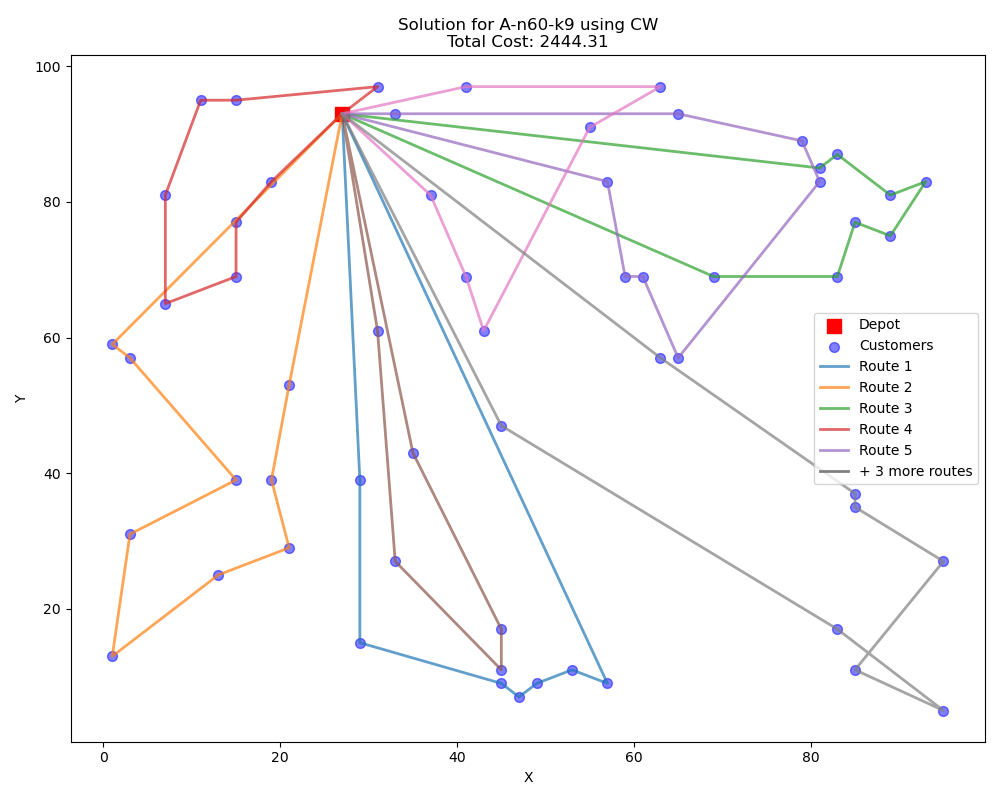 Solution for A-n60-k9 using CW
Total Cost: 2444.31
100
80
60
40
20
Y
0
20
40
60
80
X
Depot
Customers
Route 1
Route 2
Route 3
Route 4
Route 5
+ 3 more routes